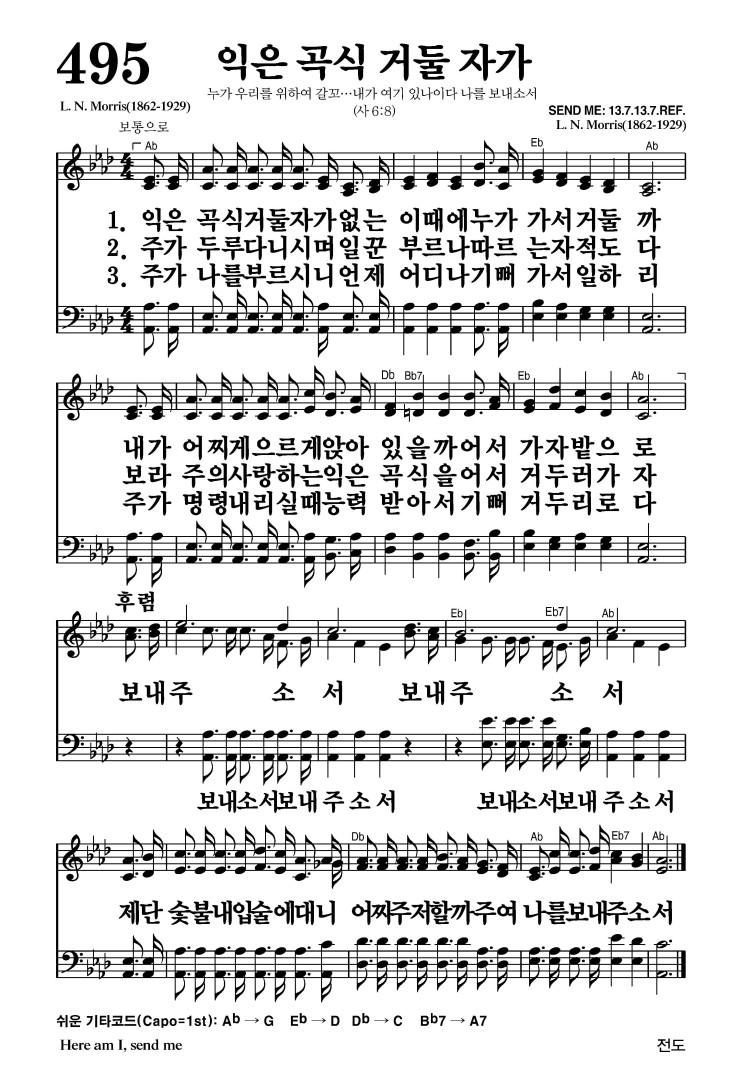 495
익은 곡식 거둘 자가
누가 우리를 위하여 갈꼬…내가 여기 있나이다 나를 보내소서
(사 6:8)
L. N. Morris(1862-1929)
보통으로
SEND ME: 13.7.13.7.REF.
L. N. Morris(1862-1929)
Ab Eb Ab
1. 익은 곡식거둘자가없는 이때에누가 가서거둘 까
2. 주가 두루다니시며일꾼 부르나따르 는자적도 다
3. 주가 나를부르시니언제 어디나기뻐 가서일하 리
Db Bb7 Eb Ab
내가 어찌게으르게앉아 있을까어서 가자밭으 로
보라 주의사랑하는익은 곡식을어서 거두러가 자
주가 명령내리실때능력 받아서기뻐 거두리로 다
후렴
Eb Eb7 Ab
보내주 소 서 보내주 소 서
보내소서보내 주 소 서 보내소서보내 주 소 서
Db Ab Eb7 Ab
제단 숯불내입술에대니 어찌주저할까주여 나를보내주소서
쉬운 기타코드(Capo=1st): Ab → G Eb → D Db → C Bb7 → A7
Here am I, send me
전도